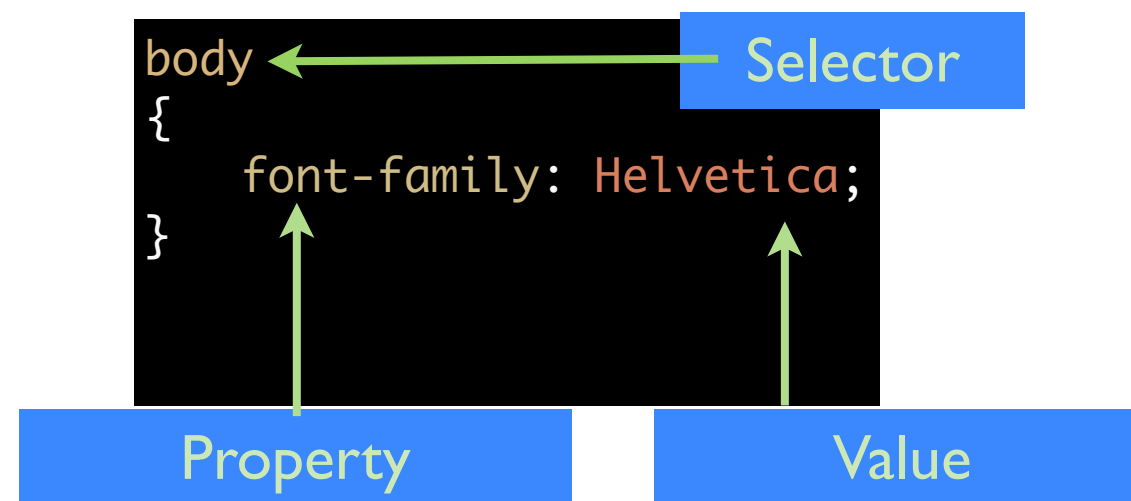 body
Selector
{
font-family: Helvetica;
}
Property
Value